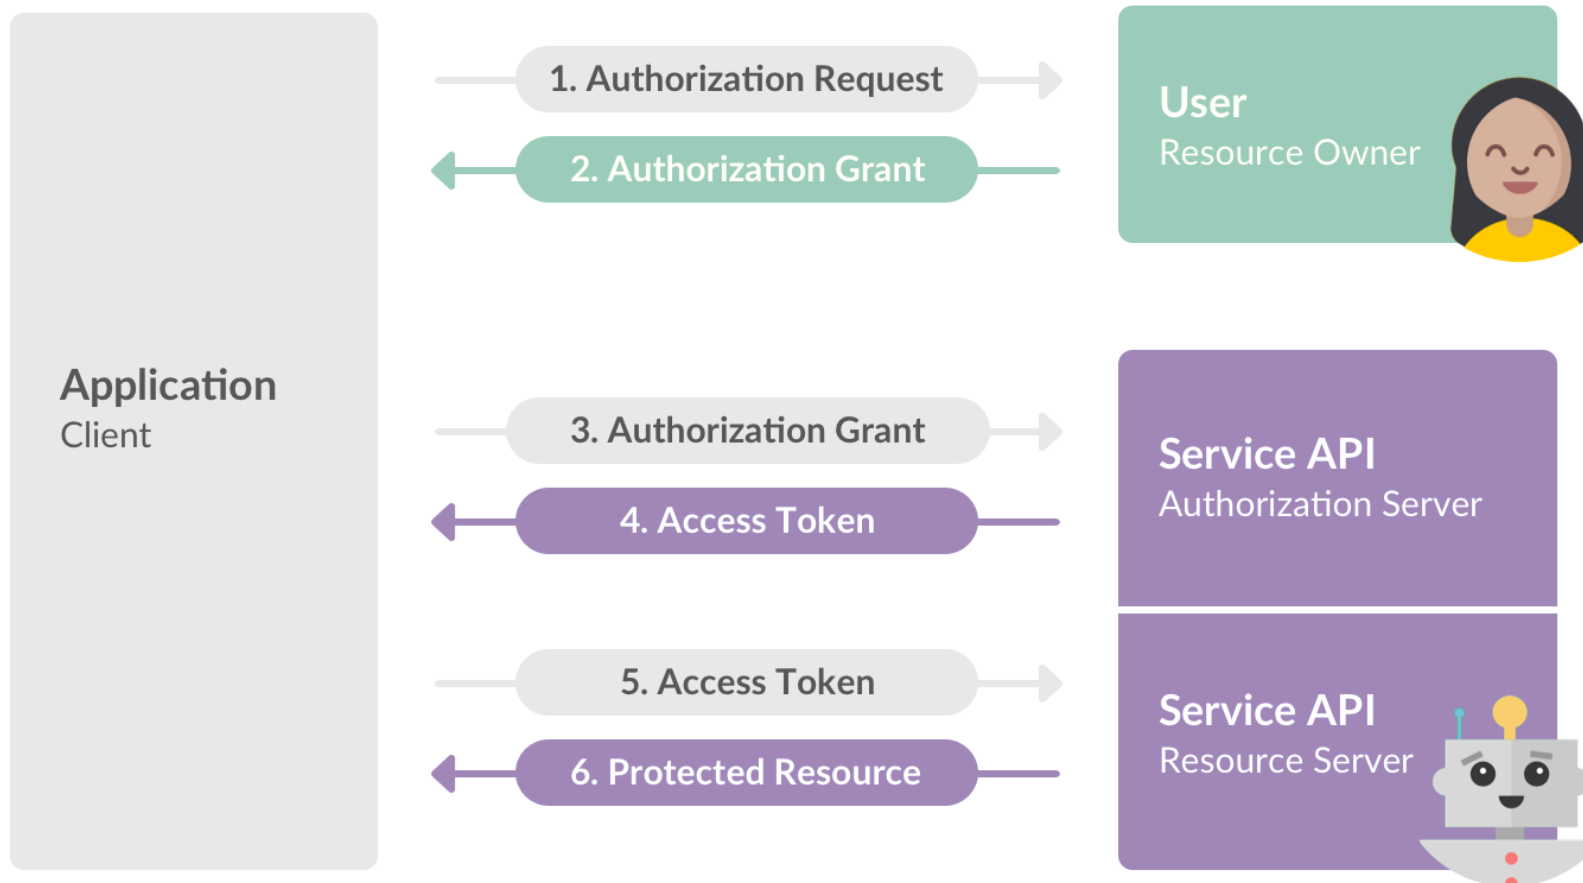 1. Authorization Request
2. Authorization Grant
User
Resource Owner
Application
Client
3. Authorization Grant
4. Access Token
Service API
Authorization Server
5. Access Token
6. Protected Resource
Service API
Resource Server